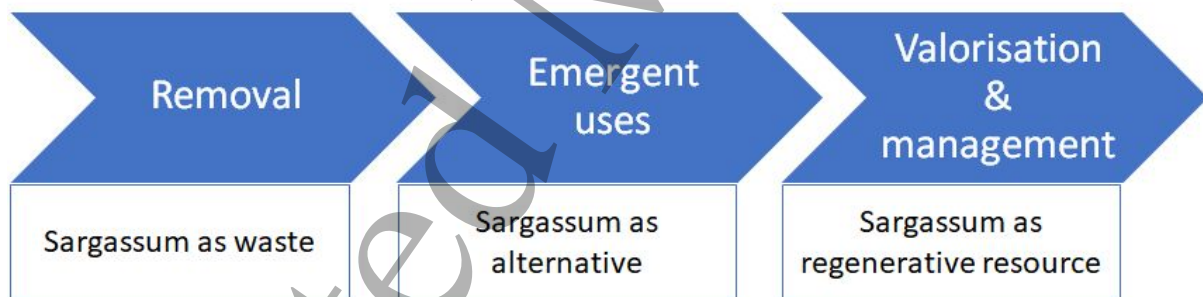 Removal
Emergent
uses
Valorisation
&
management
Sargassum as waste
Sargassum as
alternative
Sargassum as
regenerative resource